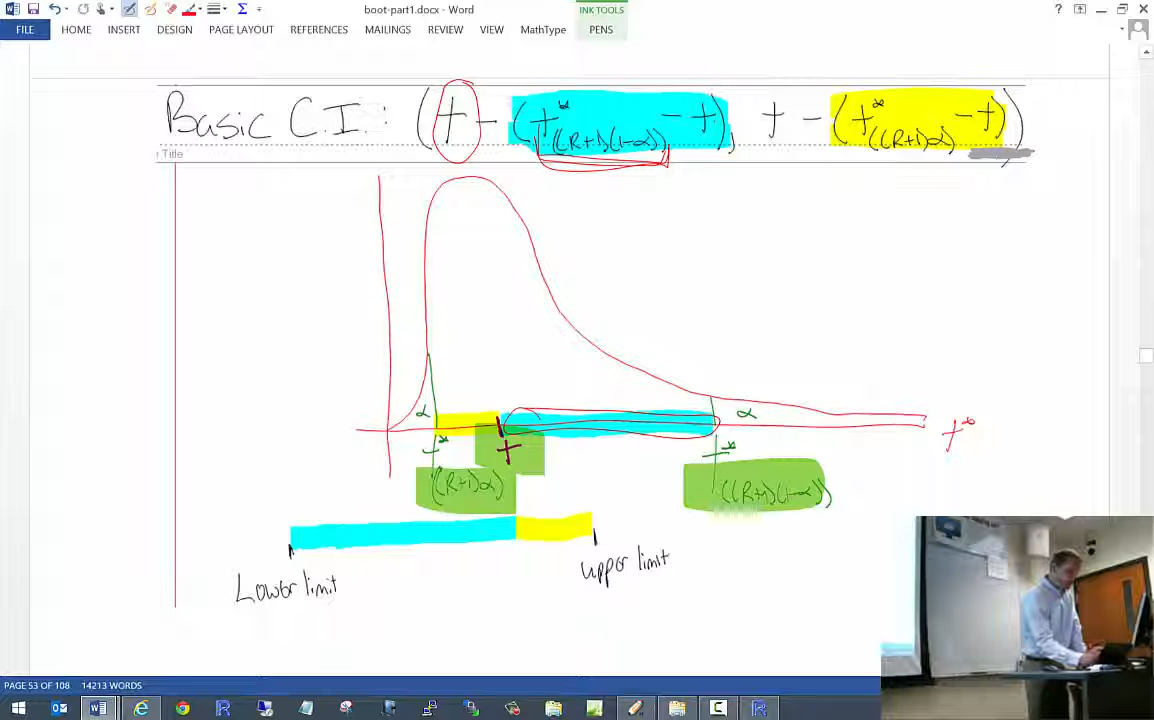 boot-part1.docx - Word
INK TOOLS
FILE HOME INSERT DESIGN PAGE LAYOUT REFERENCES MAILINGS REVIEW VIEW MathType PENS
Basic C.I.: (t - (t*((R+1)(1-α)) - t), t - (t*((R+1)α) - t))
Title
α α
t* t t* t*
((R+1)α) ((R+1)(1-α))
Lower limit upper limit
PAGE 53 OF 108 14213 WORDS